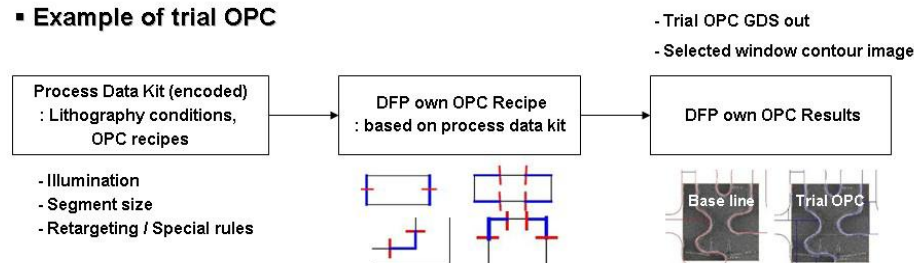 ▪ Example of trial OPC
- Trial OPC GDS out
- Selected window contour image
Process Data Kit (encoded)
: Lithography conditions,
OPC recipes
DFP own OPC Recipe
: based on process data kit
DFP own OPC Results
- Illumination
- Segment size
- Retargeting / Special rules
Base line
Trial OPC